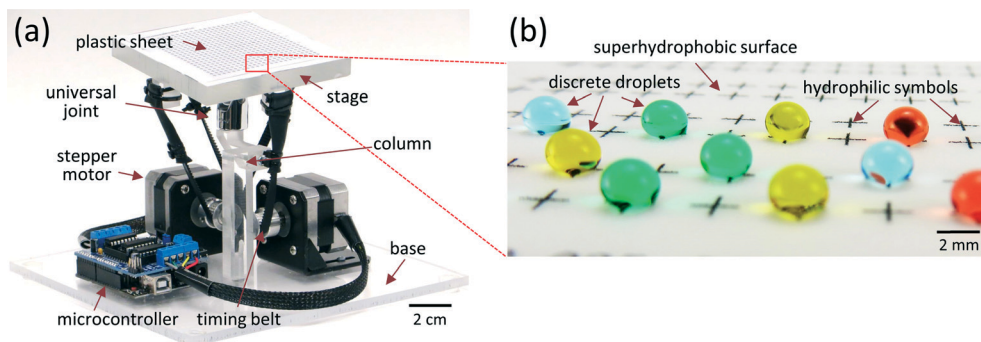 (a)
plastic sheet
universal
joint
stage
stepper
motor
column
base
microcontroller
timing belt
2 cm
(b)
superhydrophobic surface
discrete droplets
hydrophilic symbols
2 mm